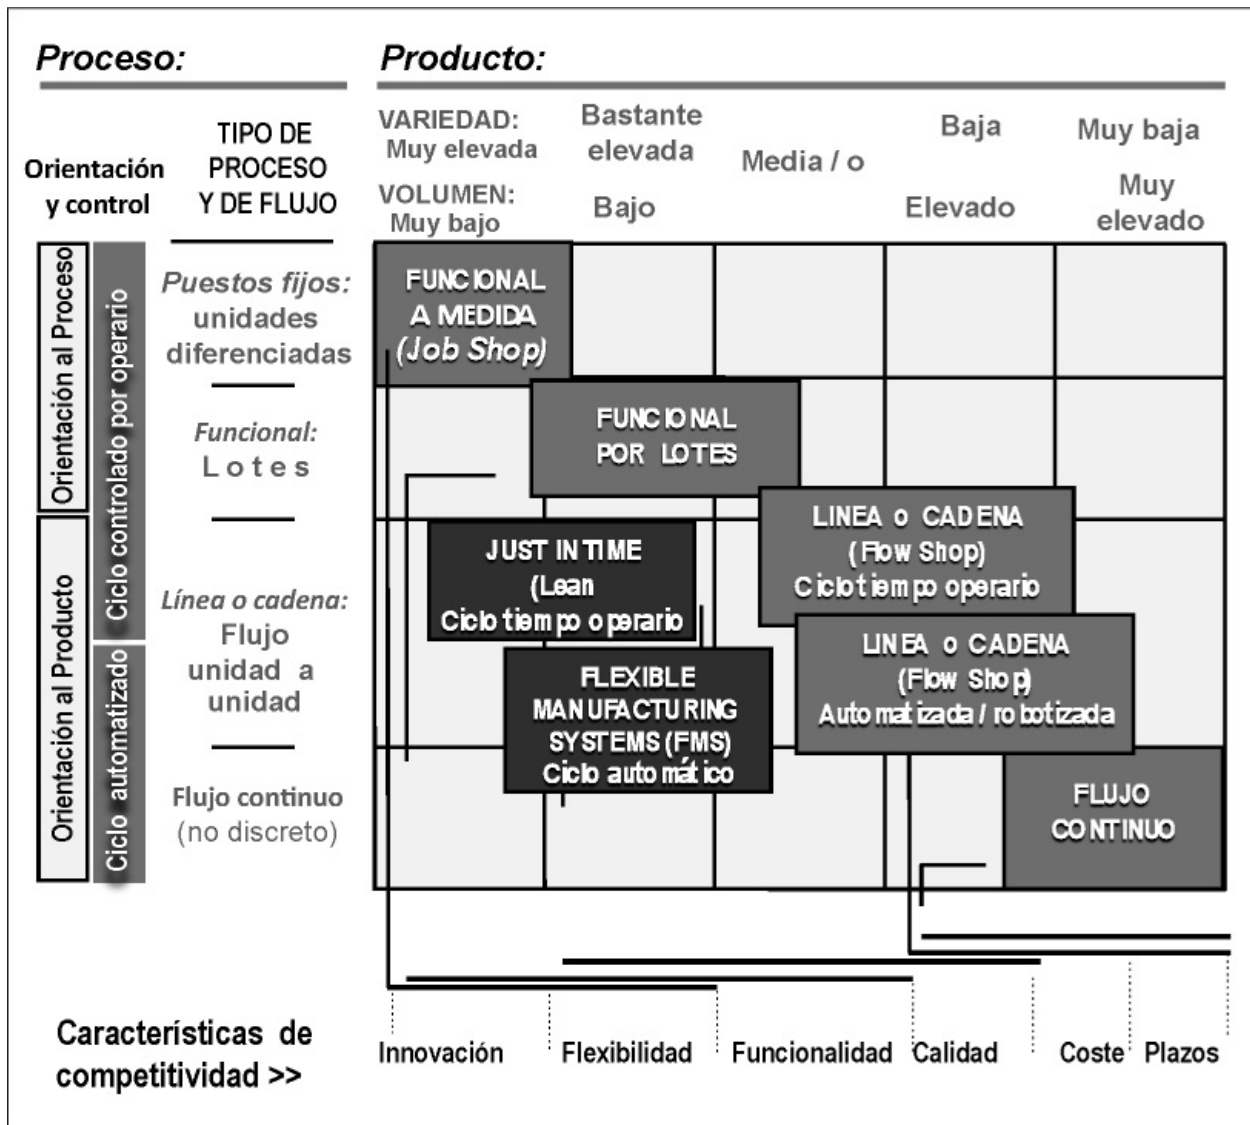 Proceso:
Producto:
Orientación
y control
TIPO DE
PROCESO
Y DE FLUJO
VARIEDAD:
Muy elevada
VOLUMEN:
Muy bajo
Bastante
elevada
Bajo
Media / o
Baja
Elevado
Muy baja
Muy
elevado
Orientación al Proceso
Orientación al Producto
Ciclo controlado por operario
Ciclo automatizado
Puestos fijos:
unidades
diferenciadas
Funcional:
Lotes
Línea o cadena:
Flujo
unidad a
unidad
Flujo continuo
(no discreto)
FUNCIONAL
A MEDIDA
(Job Shop)
FUNCIONAL
POR LOTES
JUST IN TIME
(Lean
Ciclo tiempo operario
LINEA o CADENA
(Flow Shop)
Ciclo tiempo operario
FLEXIBLE
MANUFACTURING
SYSTEMS (FMS)
Ciclo automático
LINEA o CADENA
(Flow Shop)
Automatizada / robotizada
FLUJO
CONTINUO
Características de
competitividad >>
Innovación Flexibilidad Funcionalidad Calidad Coste Plazos